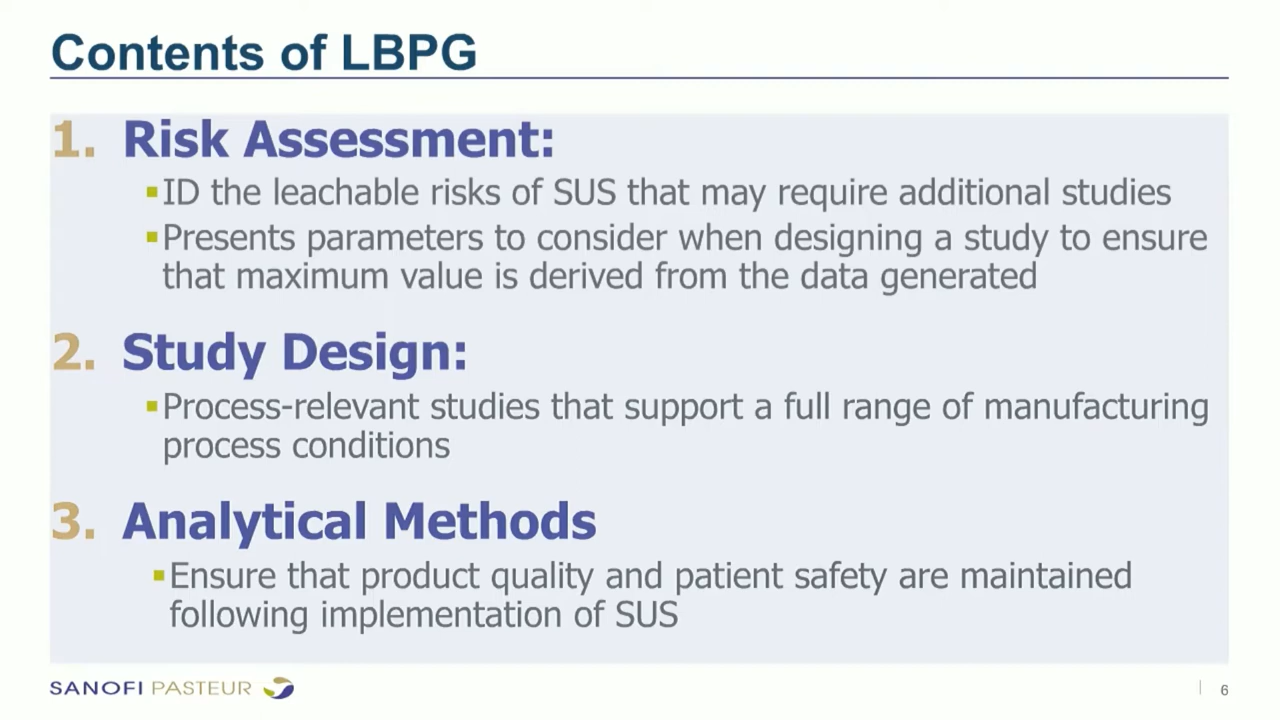 Contents of LBPG
1. Risk Assessment:
▪ID the leachable risks of SUS that may require additional studies
▪Presents parameters to consider when designing a study to ensure
that maximum value is derived from the data generated
2. Study Design:
▪Process-relevant studies that support a full range of manufacturing
process conditions
3. Analytical Methods
▪Ensure that product quality and patient safety are maintained
following implementation of SUS
SANOFI PASTEUR
6